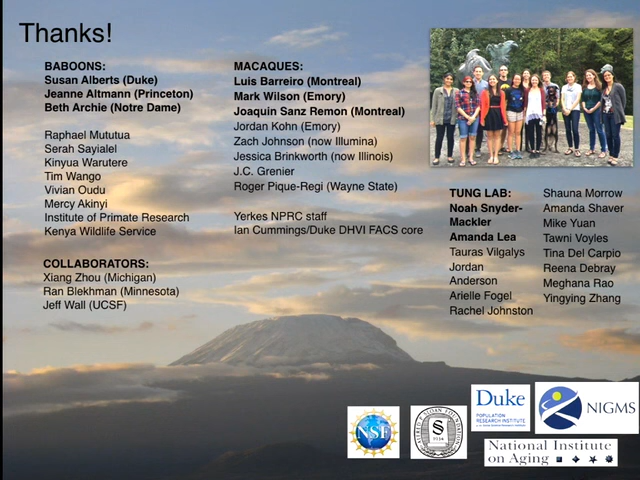 Thanks!
BABOONS:
Susan Alberts (Duke)
Jeanne Altmann (Princeton)
Beth Archie (Notre Dame)
Raphael Mututua
Serah Sayialel
Kinyua Warutere
Tim Wango
Vivian Oudu
Mercy Akinyi
Institute of Primate Research
Kenya Wildlife Service
COLLABORATORS:
Xiang Zhou (Michigan)
Ran Blekhman (Minnesota)
Jeff Wall (UCSF)
MACAQUES:
Luis Barreiro (Montreal)
Mark Wilson (Emory)
Joaquin Sanz Remon (Montreal)
Jordan Kohn (Emory)
Zach Johnson (now Illumina)
Jessica Brinkworth (now Illinois)
J.C. Grenier
Roger Pique-Regi (Wayne State)
Yerkes NPRC staff
Ian Cummings/Duke DHVI FACS core
TUNG LAB:
Noah Snyder-
Mackler
Amanda Lea
Tauras Vilgalys
Jordan
Anderson
Arielle Fogel
Rachel Johnston
Shauna Morrow
Amanda Shaver
Mike Yuan
Tawni Voyles
Tina Del Carpio
Reena Debray
Meghana Rao
Yingying Zhang
NSF
Duke
POPULATION
RESEARCH INSTITUTE
NIGMS
National Institute
on Aging